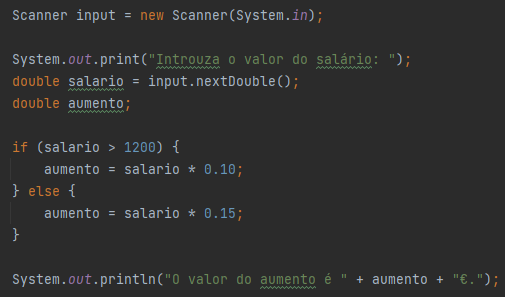 Scanner input = new Scanner(System.in);
System.out.print("Introuza o valor do salário: ");
double salario = input.nextDouble();
double aumento;
if (salario > 1200) {
aumento = salario * 0.10;
} else {
aumento = salario * 0.15;
}
System.out.println("O valor do aumento é " + aumento + "€.");